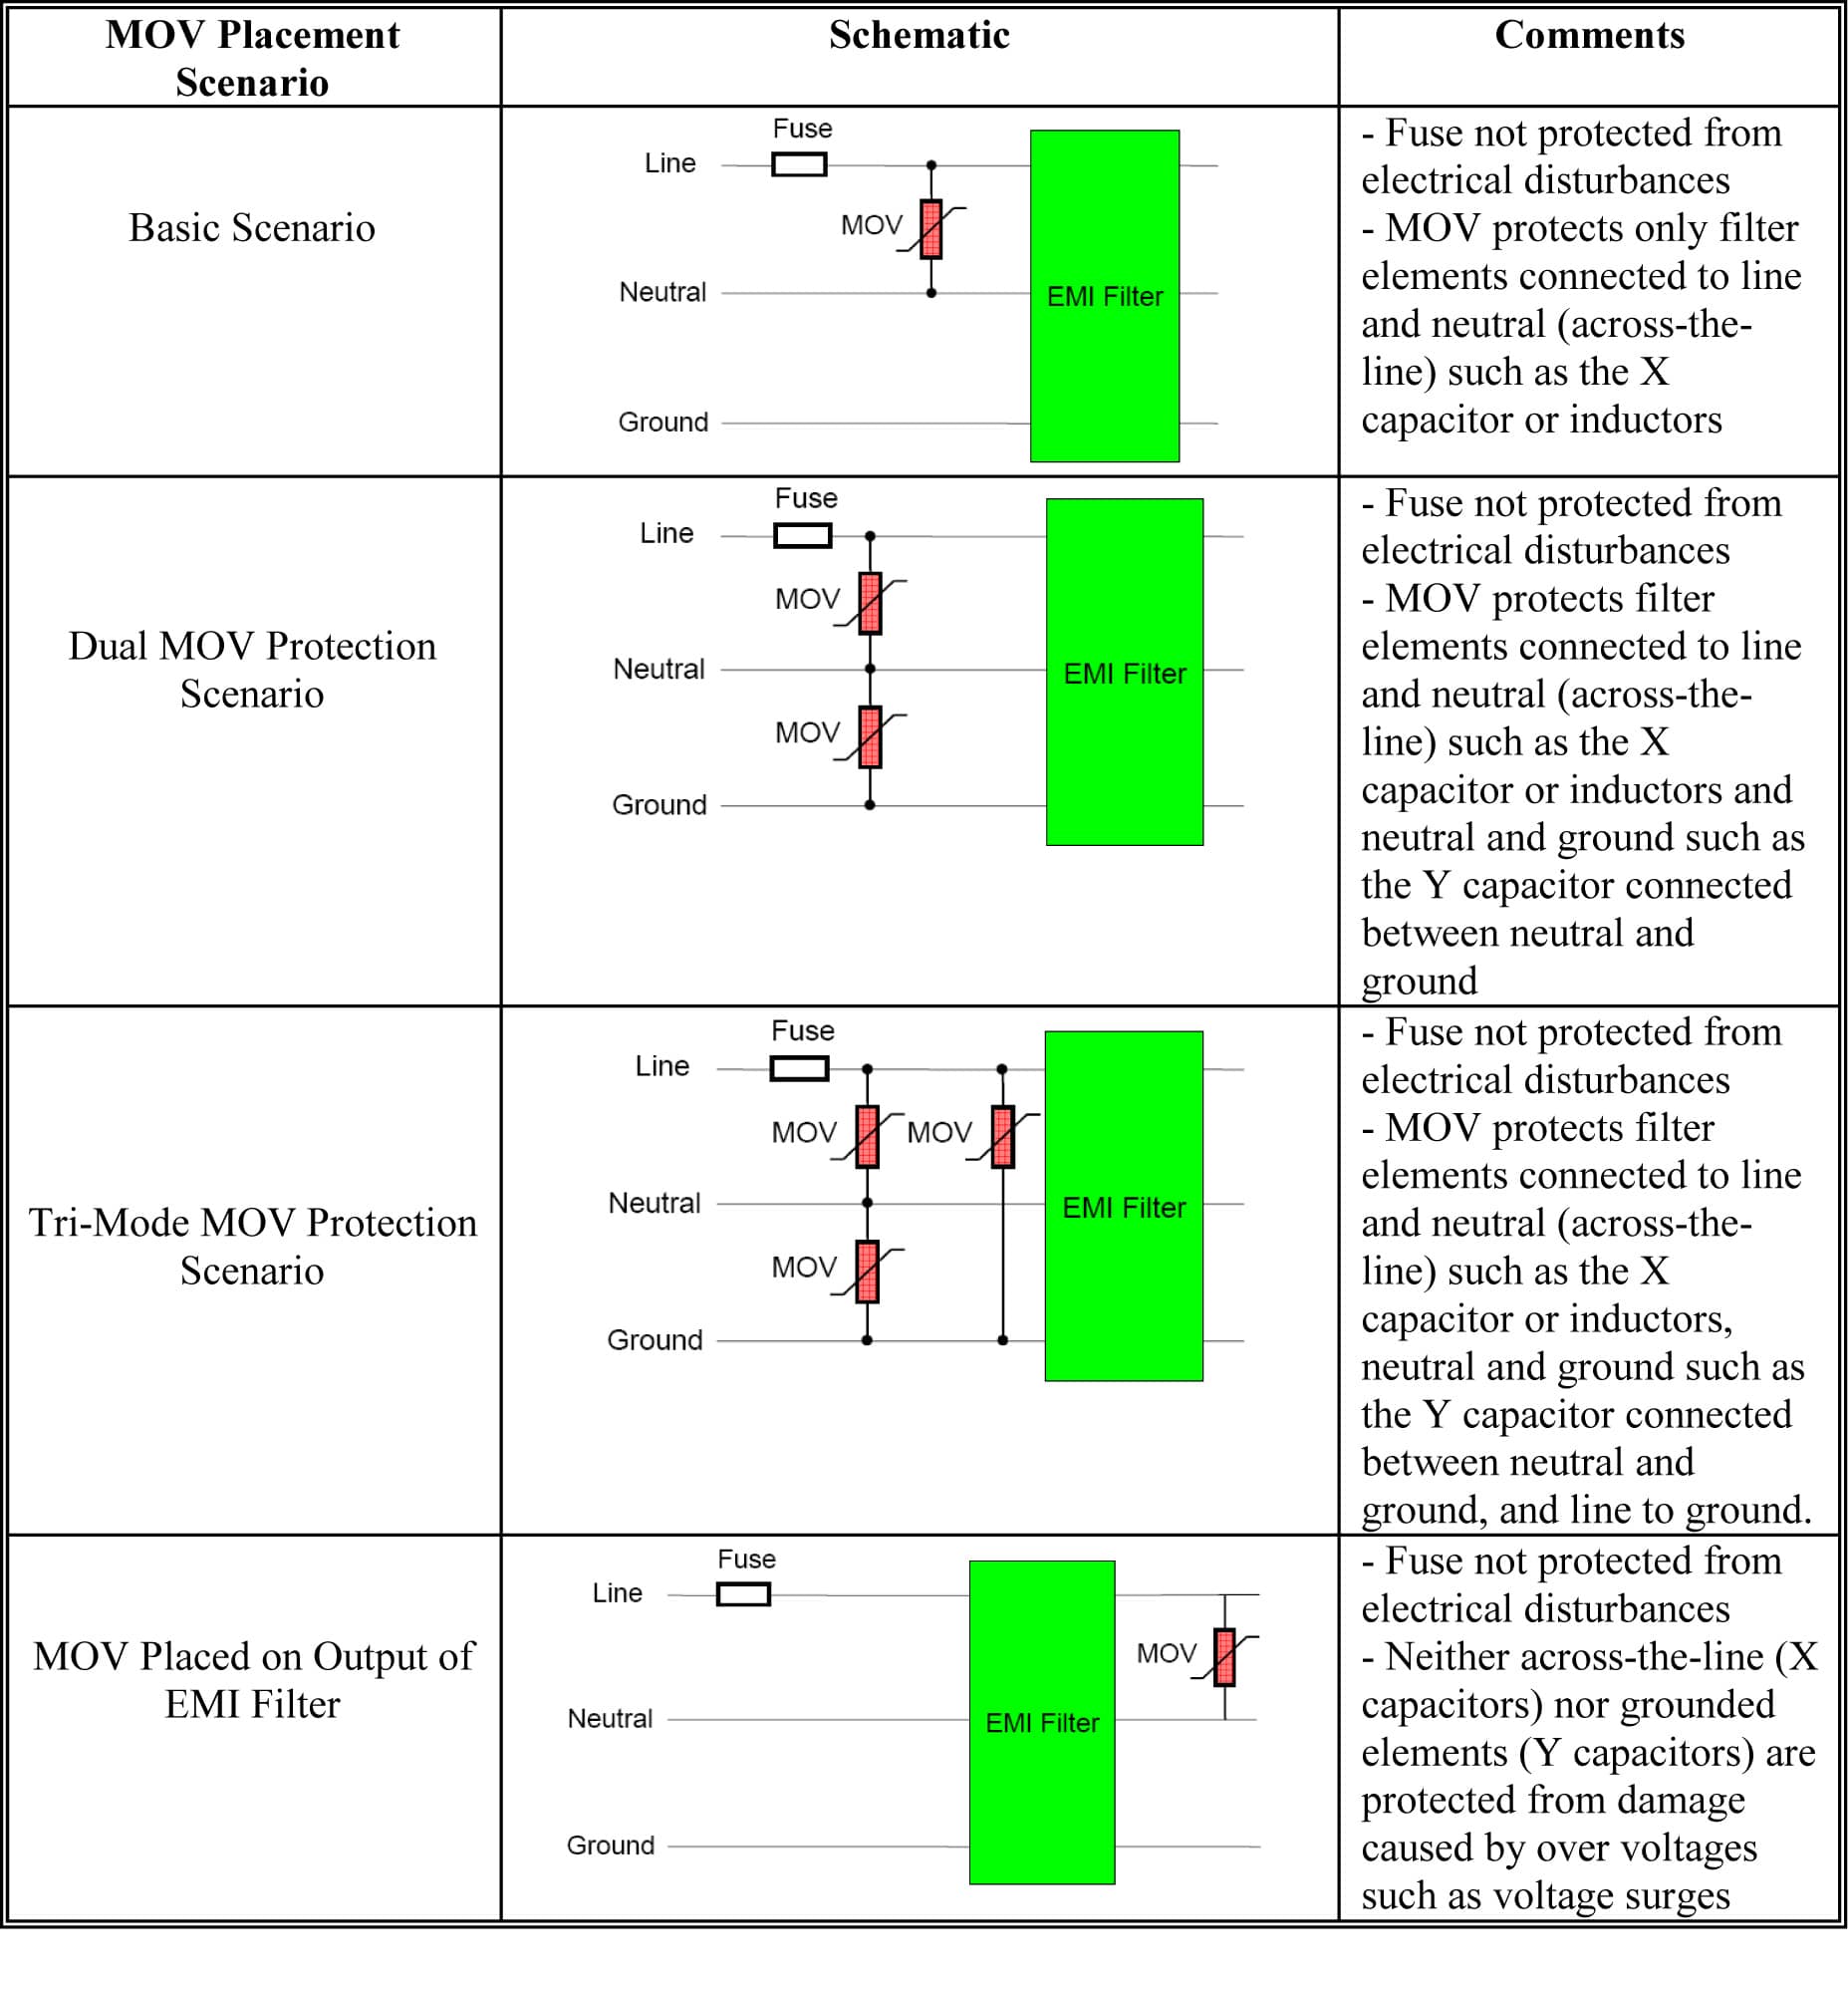 MOV Placement
Scenario
Schematic
Comments
Basic Scenario
Fuse
Line
MOV
Neutral
EMI Filter
Ground
- Fuse not protected from
electrical disturbances
- MOV protects only filter
elements connected to line
and neutral (across-the-
line) such as the X
capacitor or inductors
Dual MOV Protection
Scenario
Fuse
Line
MOV
Neutral
EMI Filter
MOV
Ground
- Fuse not protected from
electrical disturbances
- MOV protects filter
elements connected to line
and neutral (across-the-
line) such as the X
capacitor or inductors and
neutral and ground such as
the Y capacitor connected
between neutral and
ground
Tri-Mode MOV Protection
Scenario
Fuse
Line
MOV
MOV
Neutral
EMI Filter
MOV
Ground
- Fuse not protected from
electrical disturbances
- MOV protects filter
elements connected to line
and neutral (across-the-
line) such as the X
capacitor or inductors,
neutral and ground such as
the Y capacitor connected
between neutral and
ground, and line to ground.
MOV Placed on Output of
EMI Filter
Fuse
Line
MOV
Neutral
EMI Filter
Ground
- Fuse not protected from
electrical disturbances
- Neither across-the-line (X
capacitors) nor grounded
elements (Y capacitors) are
protected from damage
caused by over voltages
such as voltage surges